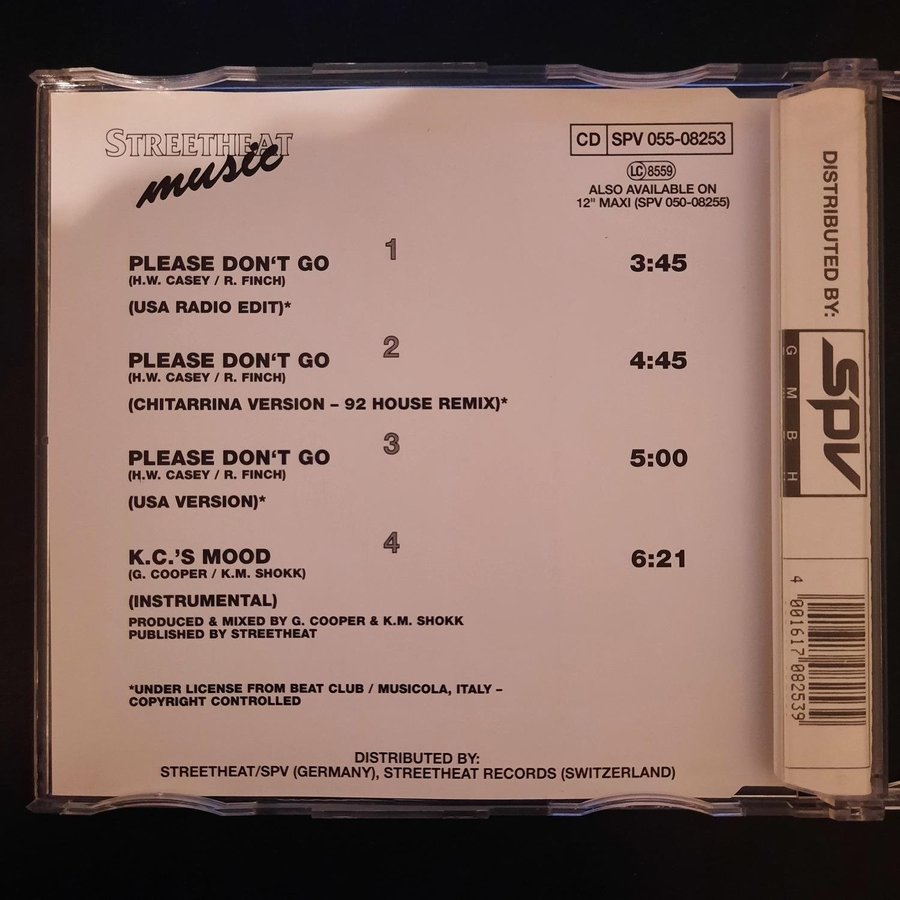 STREETHEAT
music
CD SPV 055-08253
LC 8559
ALSO AVAILABLE ON
12" MAXI (SPV 050-08255)
1
PLEASE DON'T GO 3:45
(H.W. CASEY / R. FINCH)
(USA RADIO EDIT)*
2
PLEASE DON'T GO 4:45
(H.W. CASEY / R. FINCH)
(CHITARRINA VERSION – 92 HOUSE REMIX)*
3
PLEASE DON'T GO 5:00
(H.W. CASEY / R. FINCH)
(USA VERSION)*
4
K.C.'S MOOD 6:21
(G. COOPER / K.M. SHOKK)
(INSTRUMENTAL)
PRODUCED & MIXED BY G. COOPER & K.M. SHOKK
PUBLISHED BY STREETHEAT
*UNDER LICENSE FROM BEAT CLUB / MUSICOLA, ITALY –
COPYRIGHT CONTROLLED
DISTRIBUTED BY:
STREETHEAT/SPV (GERMANY), STREETHEAT RECORDS (SWITZERLAND)
DISTRIBUTED BY:
SPV
GMBH
4 001617 082539